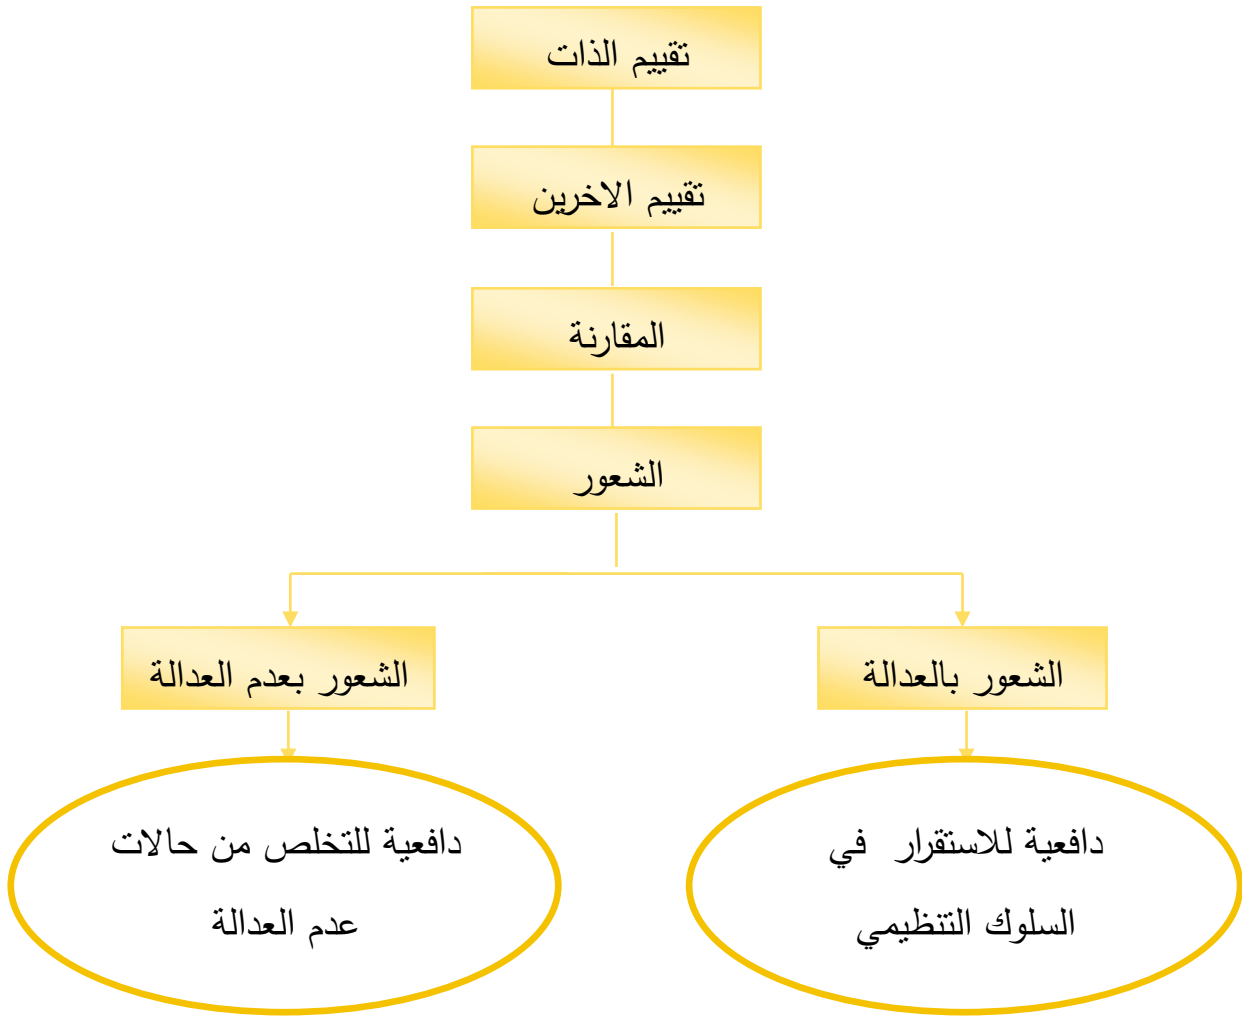 تقييم الذات
تقييم الاخرين
المقارنة
الشعور
الشعور بالعدالة
الشعور بعدم العدالة
دافعية للاستقرار في
السلوك التنظيمي
دافعية للتخلص من حالات
عدم العدالة